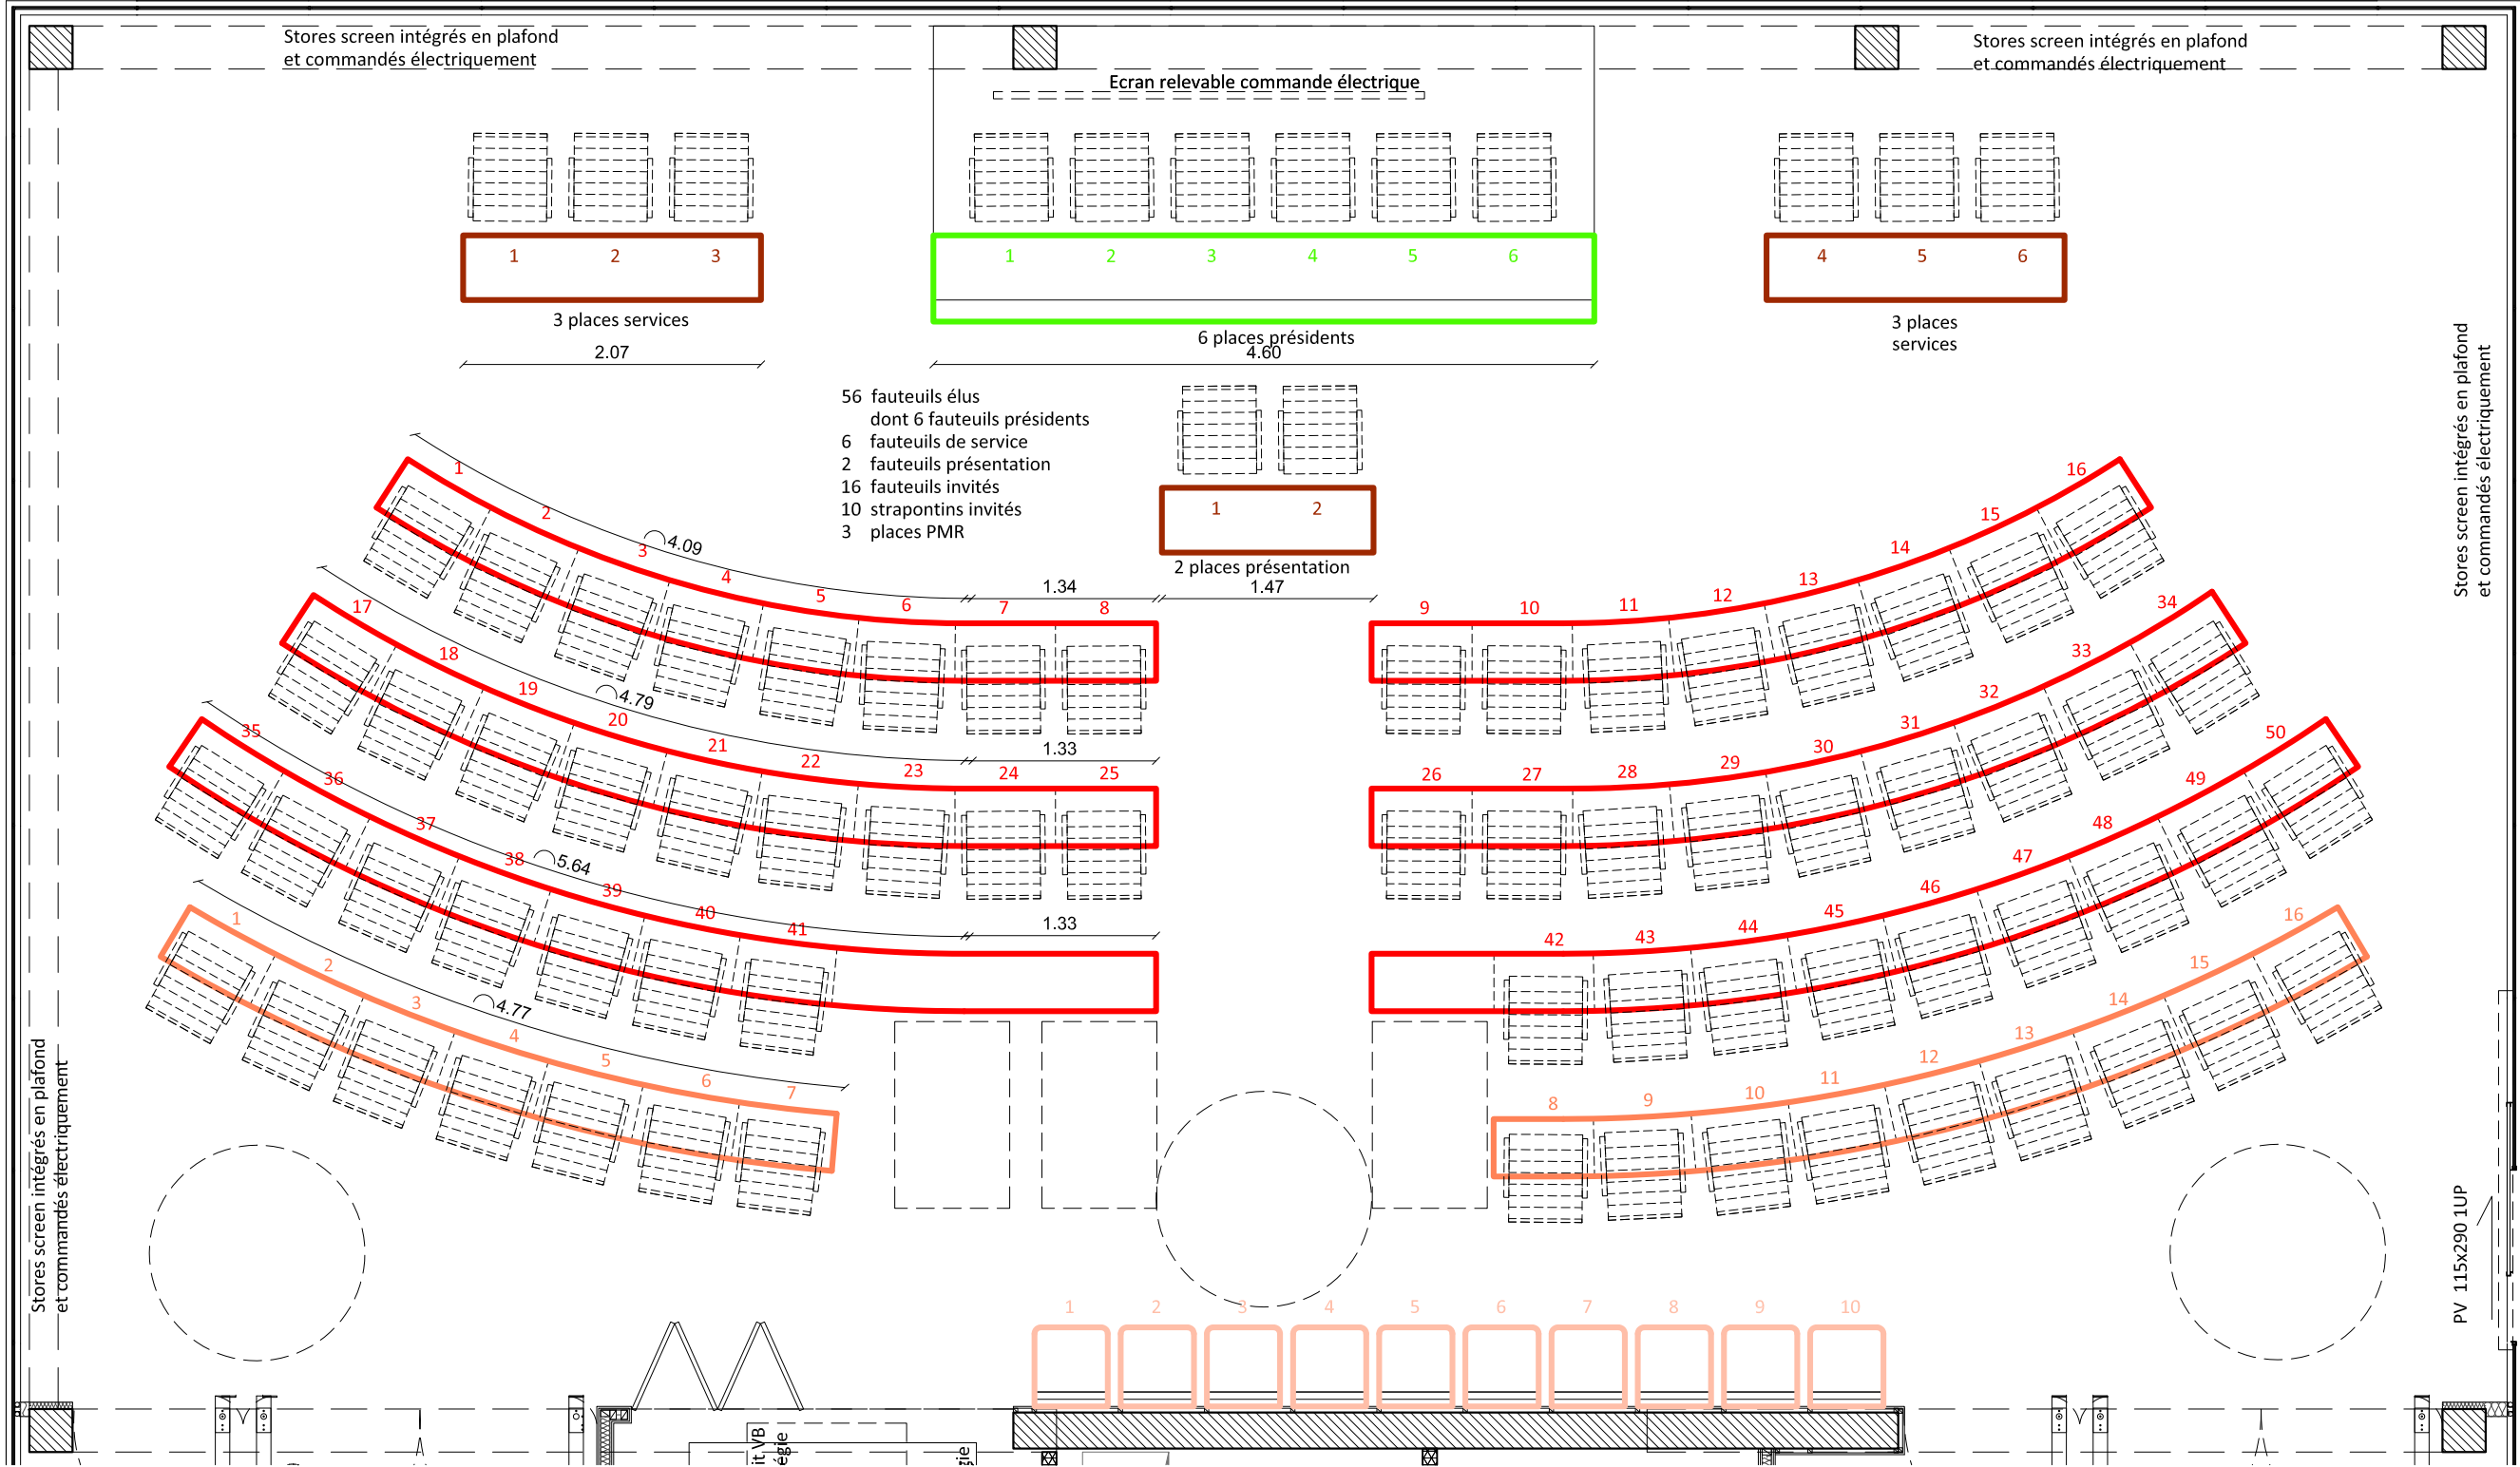 Stores screen intégrés en plafond
et commandés électriquement
Stores screen intégrés en plafond
et commandés électriquement
Ecran relevable commande électrique
1 2 3
1 2 3 4 5 6
4 5 6
3 places services
6 places présidents
3 places
services
2.07
4.60
56 fauteuils élus
dont 6 fauteuils présidents
6 fauteuils de service
2 fauteuils présentation
16 fauteuils invités
10 strapontins invités
3 places PMR
1 2
2 places présentation
1.34
1.47
4.09
1 2 3 4 5 6 7 8
9 10 11 12 13 14 15 16
4.79
1.33
17 18 19 20 21 22 23 24 25
26 27 28 29 30 31 32 33 34
5.64
1.33
35 36 37 38 39 40 41
42 43 44 45 46 47 48 49 50
4.77
1 2 3 4 5 6 7
8 9 10 11 12 13 14 15 16
1 2 3 4 5 6 7 8 9 10
Stores screen intégrés en plafond
et commandés électriquement
Stores screen intégrés en plafond
et commandés électriquement
PV 115x290 1UP